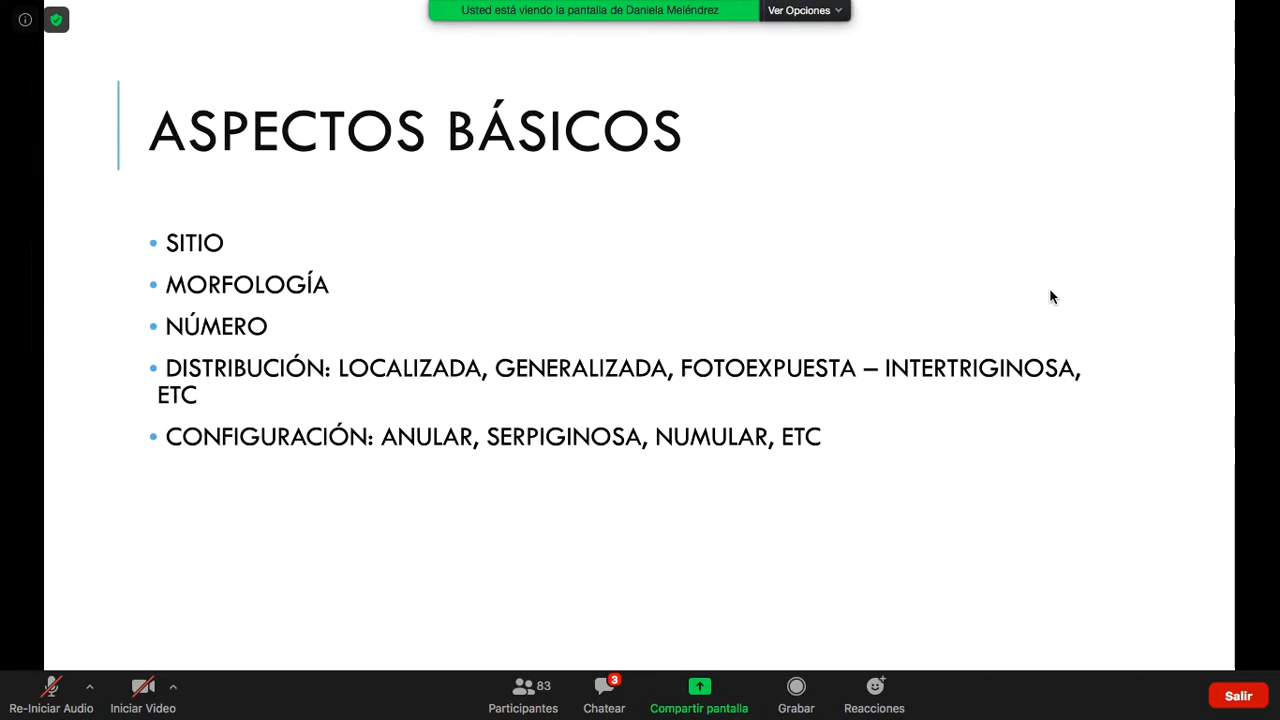 Usted está viendo la pantalla de Daniela Meléndrez
Ver Opciones
ASPECTOS BÁSICOS
• SITIO
• MORFOLOGÍA
• NÚMERO
• DISTRIBUCIÓN: LOCALIZADA, GENERALIZADA, FOTOEXPUESTA – INTERTRIGINOSA,
ETC
• CONFIGURACIÓN: ANULAR, SERPIGINOSA, NUMULAR, ETC
83
3
Re-Iniciar Audio
Iniciar Video
Participantes
Chatear
Compartir pantalla
Grabar
Reacciones
Salir